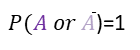 P(A or Ā)=1